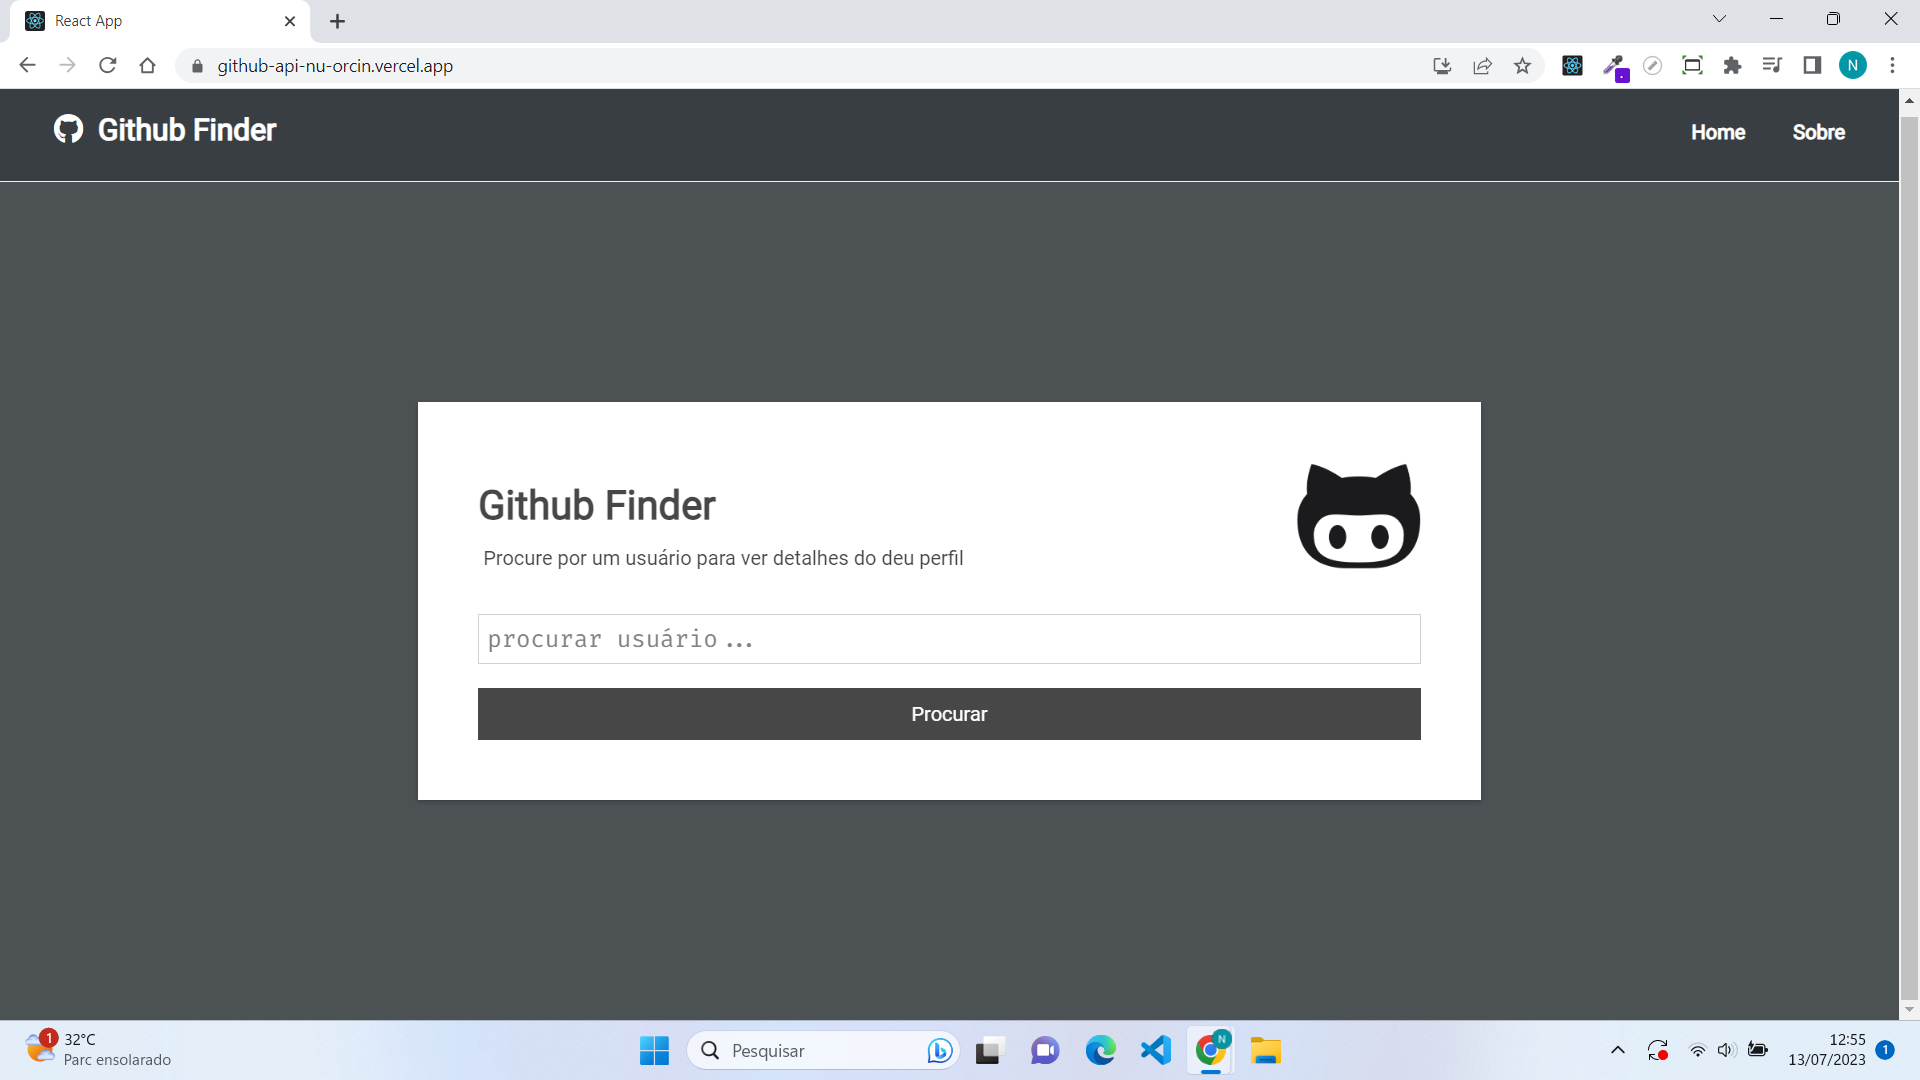 React App
github-api-nu-orcin.vercel.app
N
Github Finder
Home
Sobre
Github Finder
Procure por um usuário para ver detalhes do deu perfil
procurar usuário...
Procurar
1
32°C
Parc ensolarado
Pesquisar
N
12:55
13/07/2023
1